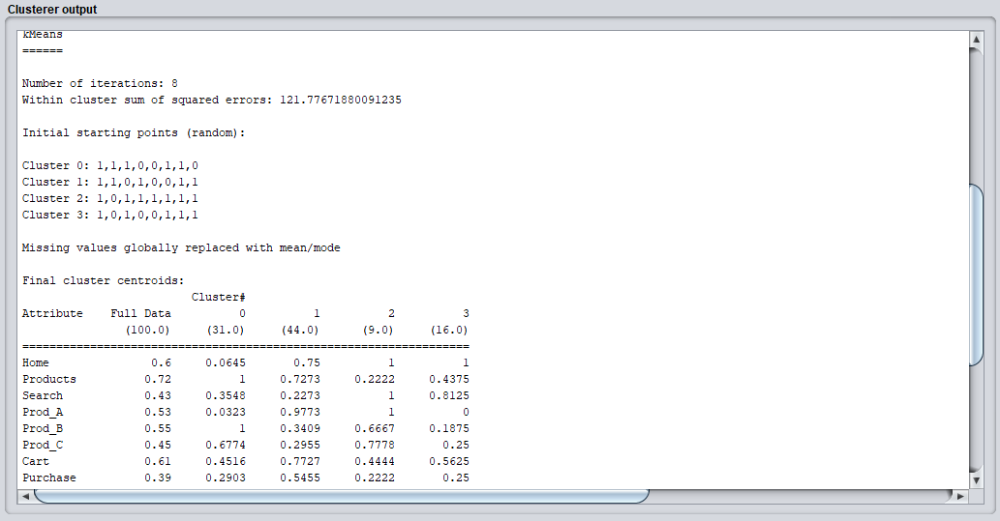 Clusterer output
kMeans
======
Number of iterations: 8
Within cluster sum of squared errors: 121.77671880091235
Initial starting points (random):
Cluster 0: 1,1,1,0,0,1,1,0
Cluster 1: 1,1,0,1,0,0,1,1
Cluster 2: 1,0,1,1,1,1,1,1
Cluster 3: 1,0,1,0,0,1,1,1
Missing values globally replaced with mean/mode
Final cluster centroids:
Cluster#
Attribute Full Data 0 1 2 3
(100.0) (31.0) (44.0) (9.0) (16.0)
==================================================================
Home 0.6 0.0645 0.75 1 1
Products 0.72 1 0.7273 0.2222 0.4375
Search 0.43 0.3548 0.2273 1 0.8125
Prod_A 0.53 0.0323 0.9773 1 0
Prod_B 0.55 1 0.3409 0.6667 0.1875
Prod_C 0.45 0.6774 0.2955 0.7778 0.25
Cart 0.61 0.4516 0.7727 0.4444 0.5625
Purchase 0.39 0.2903 0.5455 0.2222 0.25